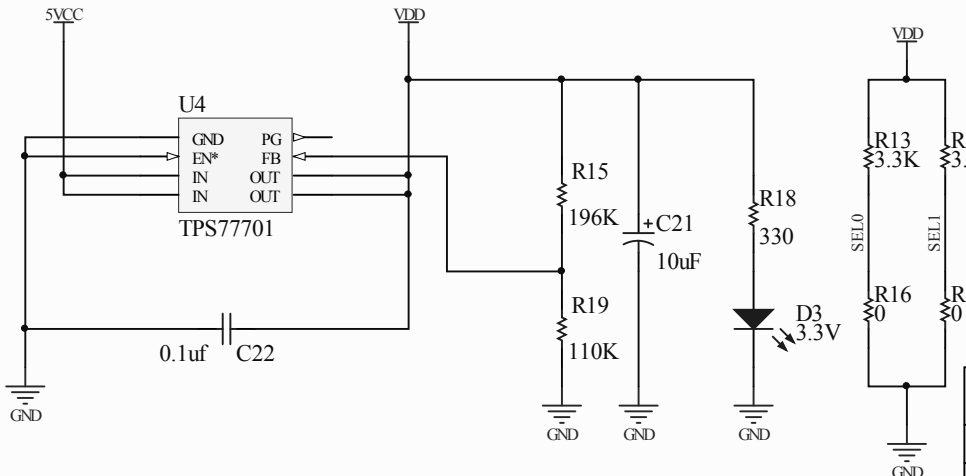 5VCC
VDD
VDD
U4
GND
PG
EN*
FB
IN
OUT
IN
OUT
TPS77701
R15
196K
C21
+
10uF
R18
330
R19
110K
D3
3.3V
0.1uf
C22
GND
GND
GND
GND
R13
3.3K
R
3.
SEL0
SEL1
R16
0
R
0
GND